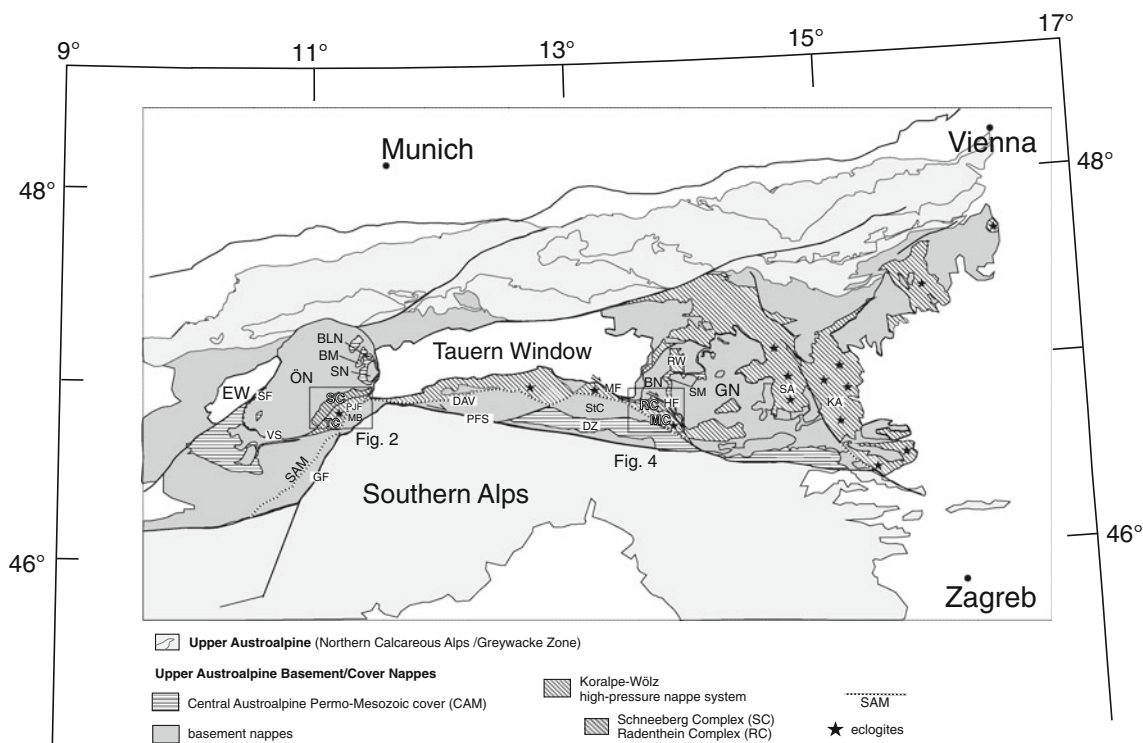 9°
11°
13°
15°
17°
Munich
Vienna
48°
48°
BLN
BM
SN
Tauern Window
RW
ÖN
EW
SF
SC
PJF
MB
TC
DAV
MF
BN
SM
GN
SA
KA
StC
RC
HF
MC
VS
PFS
DZ
Fig. 2
Fig. 4
SAM
GF
Southern Alps
46°
46°
Zagreb
Upper Austroalpine (Northern Calcareous Alps /Greywacke Zone)
Upper Austroalpine Basement/Cover Nappes
Central Austroalpine Permo-Mesozoic cover (CAM)
basement nappes
Koralpe-Wölz
high-pressure nappe system
Schneeberg Complex (SC)
Radenthein Complex (RC)
SAM
eclogites